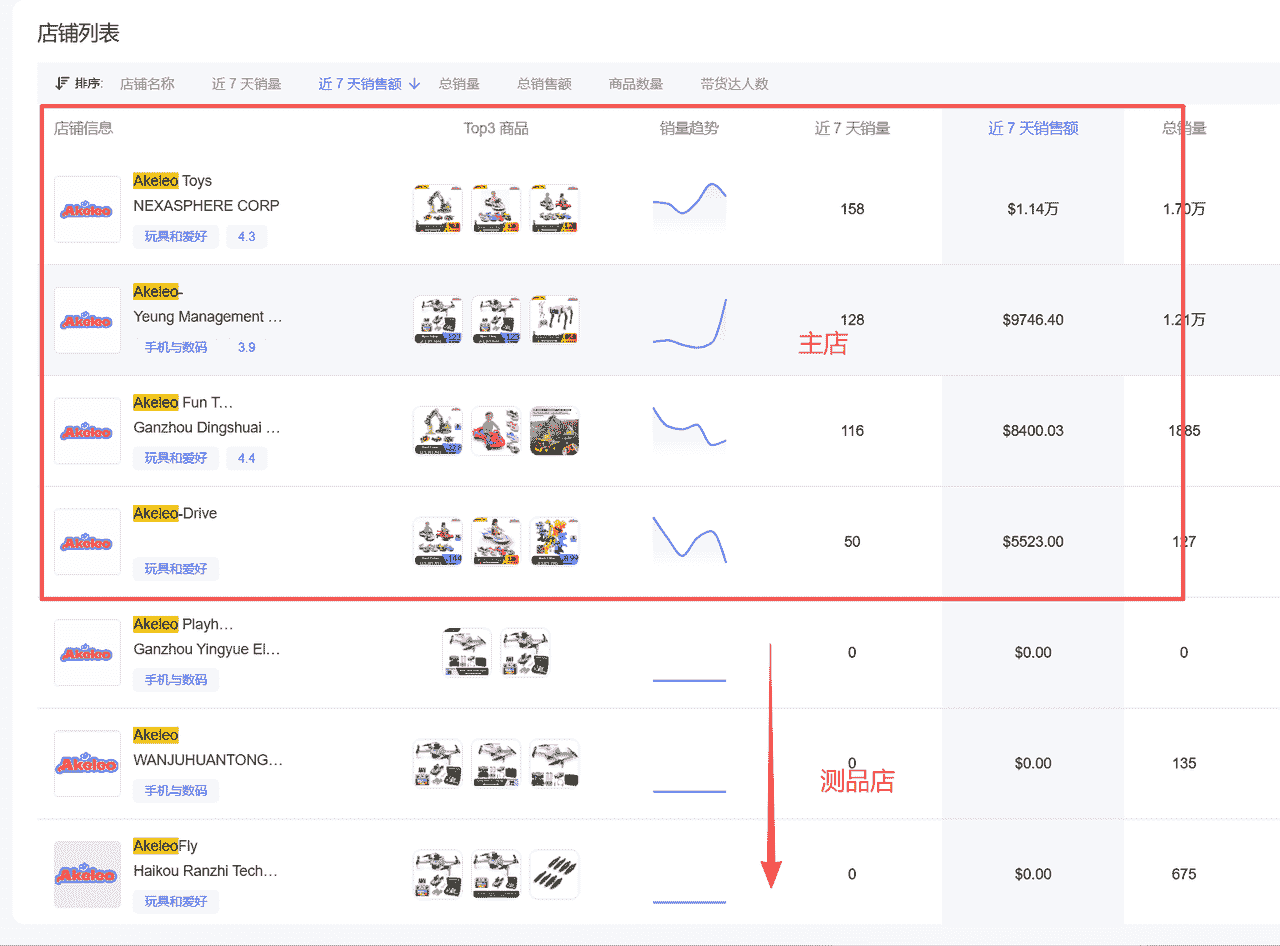 店铺列表
排序: 店铺名称 近 7 天销量 近 7 天销售额 ↓ 总销量 总销售额 商品数量 带货达人数
店铺信息 Top3 商品 销量趋势 近 7 天销量 近 7 天销售额 总销量
Akeleo Toys
Akeleo NEXASPHERE CORP 158 $1.14万 1.70万
玩具和爱好 4.3
Akeleo-
Akeleo Yeung Management ... 128 $9746.40 1.21万
主店
手机与数码 3.9
Akeleo Fun T...
Akeleo Ganzhou Dingshuai ... 116 $8400.03 1885
玩具和爱好 4.4
Akeleo-Drive
Akeleo 50 $5523.00 127
玩具和爱好
Akeleo Playh...
Akeleo Ganzhou Yingyue El... 0 $0.00 0
手机与数码
Akeleo
Akeleo WANJUHUANTONG... 0 $0.00 135
测品店
手机与数码
AkeleoFly
Akeleo Haikou Ranzhi Tech... 0 $0.00 675
玩具和爱好